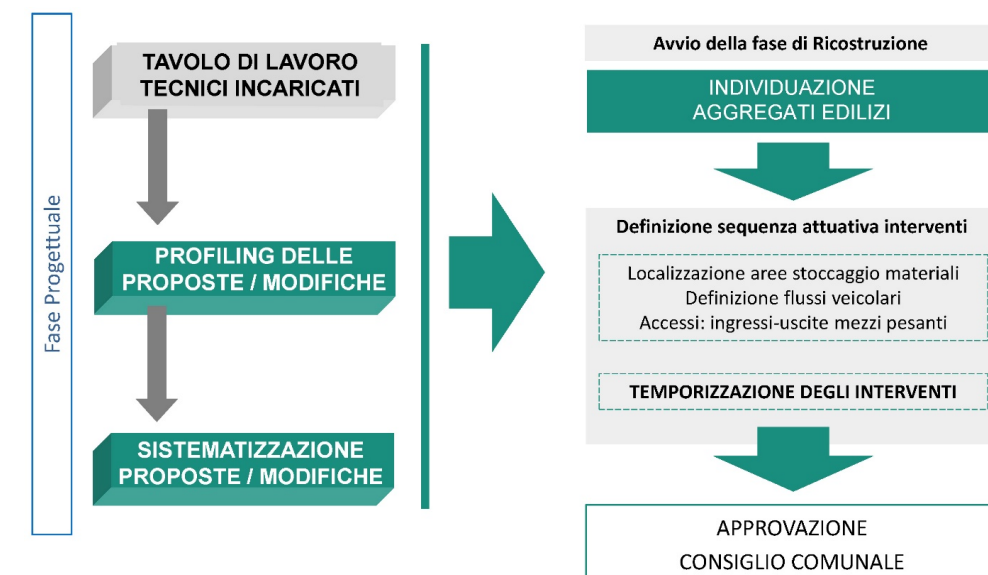 Fase Progettuale
TAVOLO DI LAVORO
TECNICI INCARICATI
PROFILING DELLE
PROPOSTE / MODIFICHE
SISTEMATIZZAZIONE
PROPOSTE / MODIFICHE
Avvio della fase di Ricostruzione
INDIVIDUAZIONE
AGGREGATI EDILIZI
Definizione sequenza attuativa interventi
Localizzazione aree stoccaggio materiali
Definizione flussi veicolari
Accessi: ingressi-uscite mezzi pesanti
TEMPORIZZAZIONE DEGLI INTERVENTI
APPROVAZIONE
CONSIGLIO COMUNALE